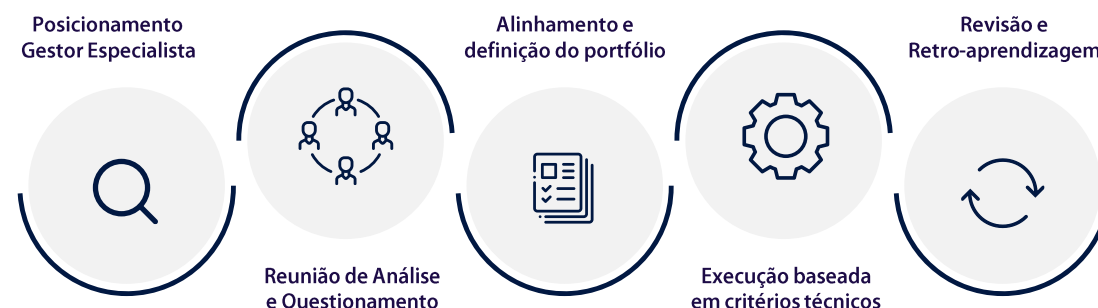 Posicionamento
Gestor Especialista
Reunião de Análise
e Questionamento
Alinhamento e
definição do portfólio
Execução baseada
em critérios técnicos
Revisão e
Retro-aprendizagem